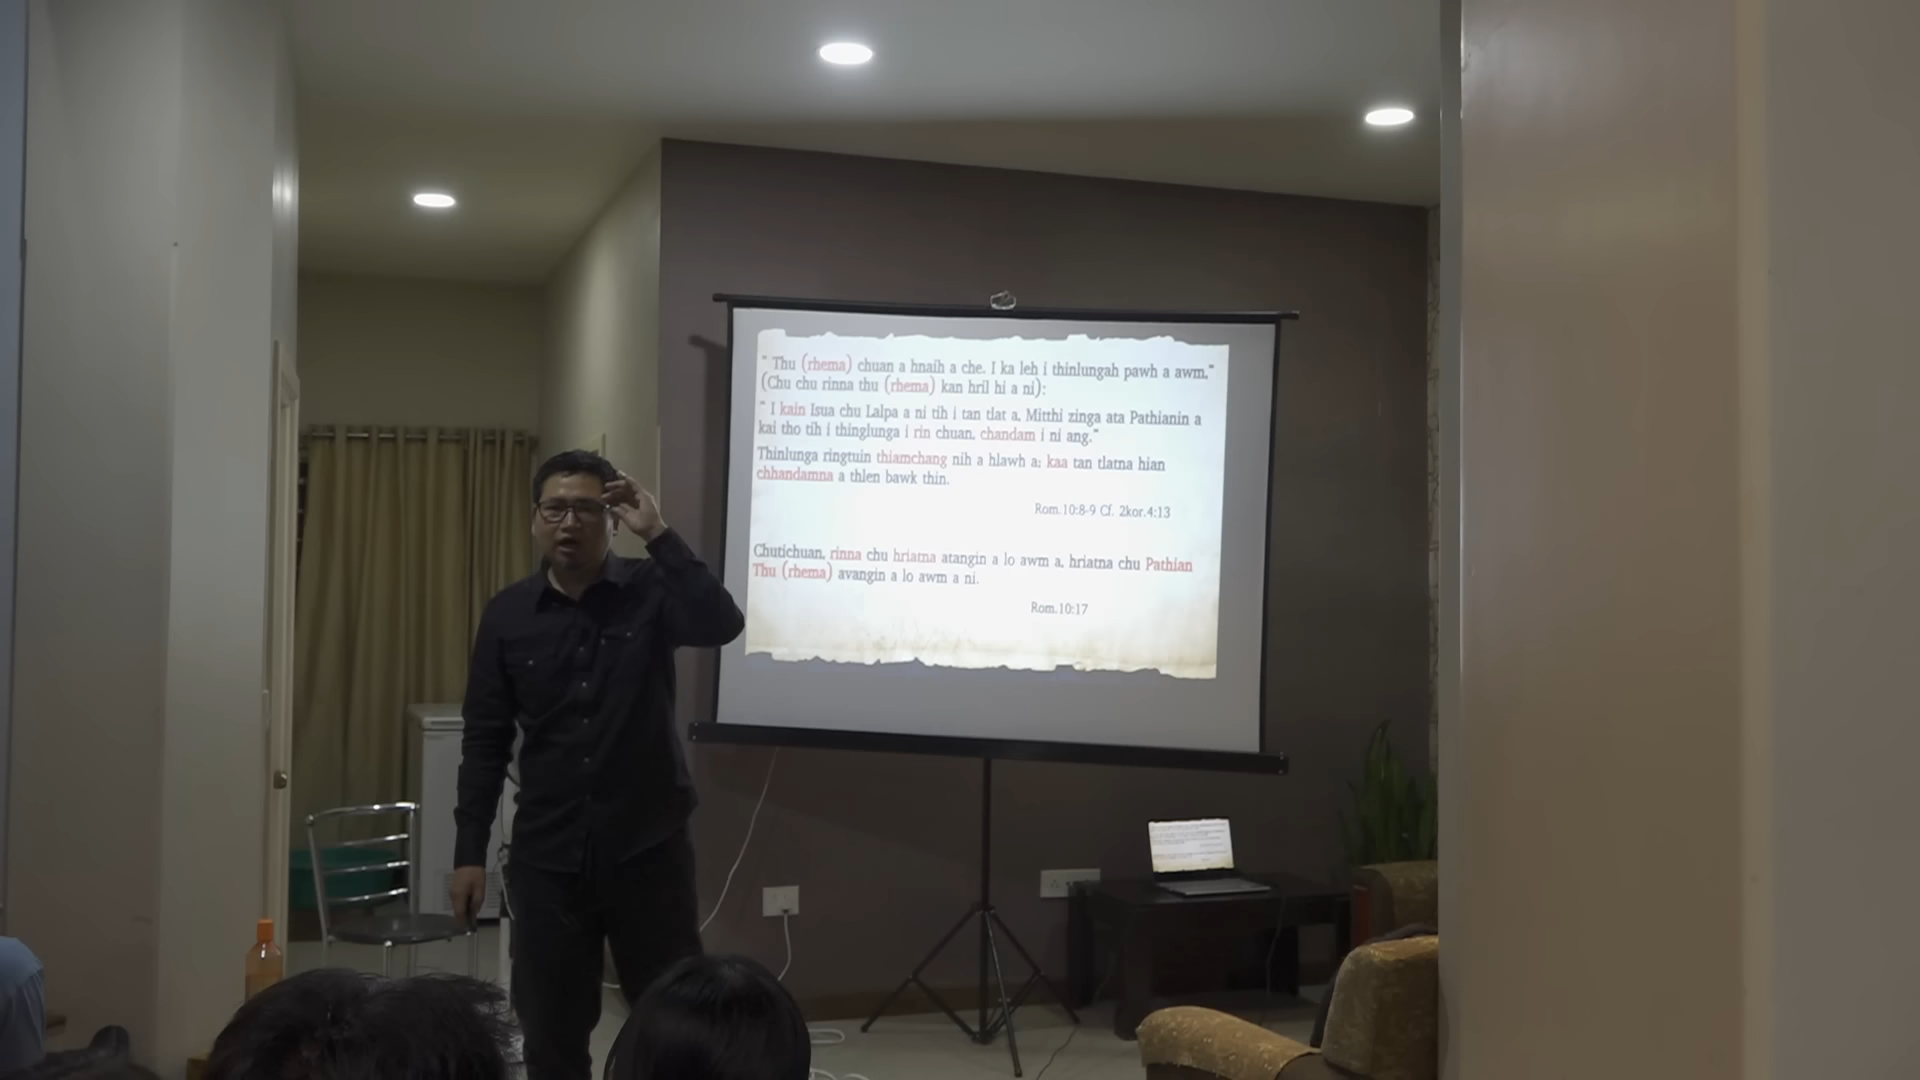 " Thu (rhema) chuan a hnaih a che. I ka leh i thinlungah pawh a awm."
(Chu chu rinna thu (rhema) kan hril hi a ni):
" I kain Isua chu Lalpa a ni tih i tan tlat a, Mitthi zinga ata Pathianin a
kai tho tih i thinglunga i rin chuan, chandam i ni ang."
Thinlunga ringtuin thiamchang nih a hlawh a; kaa tan tlatna hian
chhandamna a thlen bawk thin.
Rom.10:8-9 Cf. 2kor.4:13
Chutichuan, rinna chu hriatna atangin a lo awm a, hriatna chu Pathian
Thu (rhema) avangin a lo awm a ni.
Rom.10:17